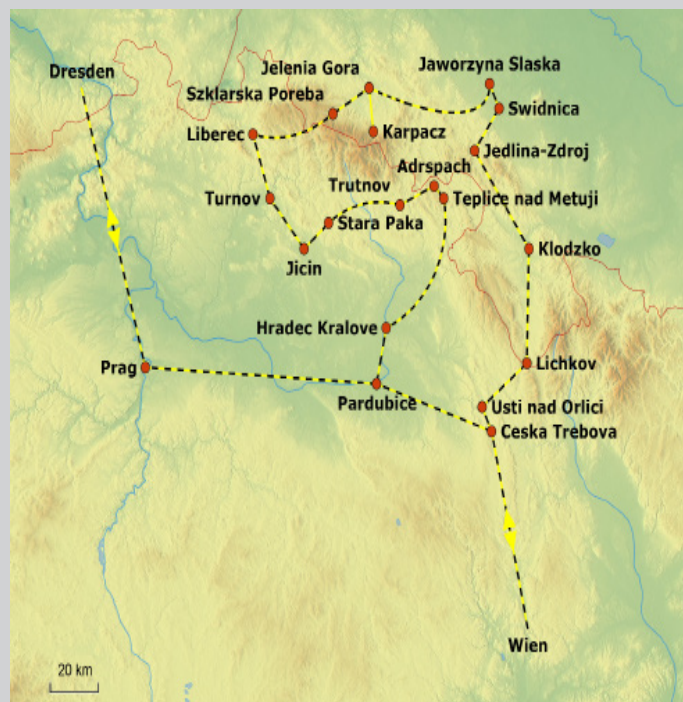 Dresden
Jelenia Gora
Jaworzyna Slaska
Szklarska Poreba
Swidnica
Liberec
Karpacz
Jedlina-Zdroj
Adrspach
Trutnov
Turnov
Teplice nad Metuji
Stara Paka
Klodzko
Jicin
Hradec Kralove
Lichkov
Prag
Pardubice
Usti nad Orlici
Ceska Trebova
Wien
20 km